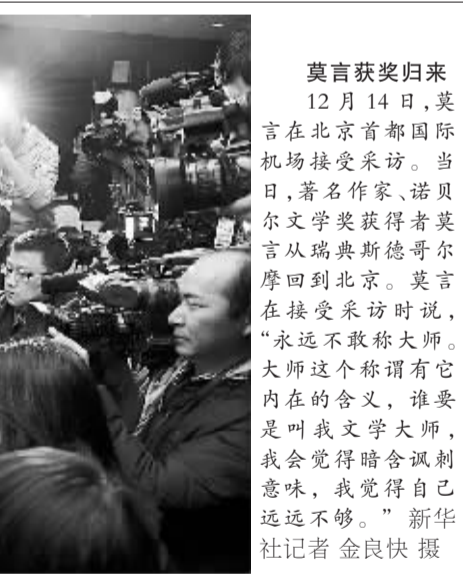 莫言获奖归来
12月14日,莫
言在北京首都国际
机场接受采访。当
日,著名作家、诺贝
尔文学奖获得者莫
言从瑞典斯德哥尔
摩回到北京。莫言
在接受采访时说，
“永远不敢称大师。
大师这个称谓有它
内在的含义，谁要
是叫我文学大师，
我会觉得暗含讽刺
意味，我觉得自己
远远不够。” 新华
社记者 金良快 摄